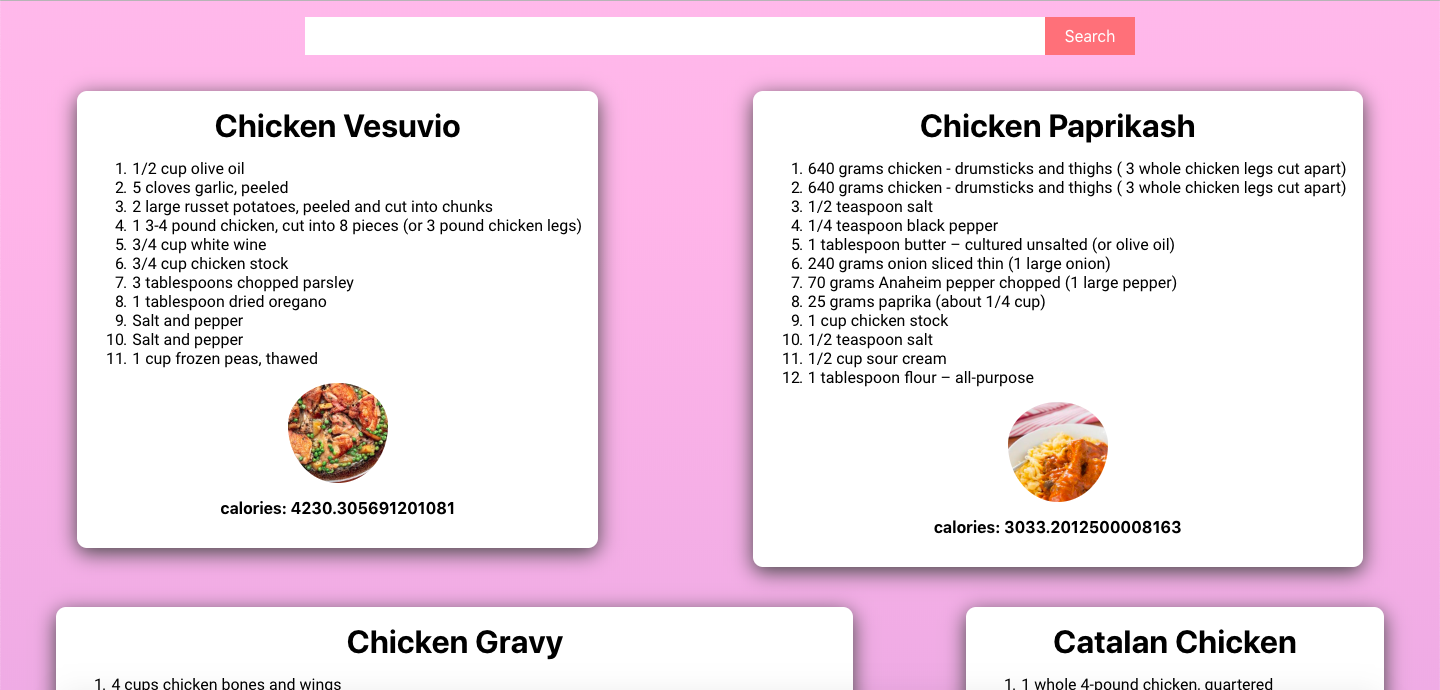 Search
Chicken Vesuvio
1. 1/2 cup olive oil
2. 5 cloves garlic, peeled
3. 2 large russet potatoes, peeled and cut into chunks
4. 1 3-4 pound chicken, cut into 8 pieces (or 3 pound chicken legs)
5. 3/4 cup white wine
6. 3/4 cup chicken stock
7. 3 tablespoons chopped parsley
8. 1 tablespoon dried oregano
9. Salt and pepper
10. Salt and pepper
11. 1 cup frozen peas, thawed
calories: 4230.305691201081
Chicken Paprikash
1. 640 grams chicken - drumsticks and thighs ( 3 whole chicken legs cut apart)
2. 640 grams chicken - drumsticks and thighs ( 3 whole chicken legs cut apart)
3. 1/2 teaspoon salt
4. 1/4 teaspoon black pepper
5. 1 tablespoon butter – cultured unsalted (or olive oil)
6. 240 grams onion sliced thin (1 large onion)
7. 70 grams Anaheim pepper chopped (1 large pepper)
8. 25 grams paprika (about 1/4 cup)
9. 1 cup chicken stock
10. 1/2 teaspoon salt
11. 1/2 cup sour cream
12. 1 tablespoon flour – all-purpose
calories: 3033.2012500008163
Chicken Gravy
1. 4 cups chicken bones and wings
Catalan Chicken
1. 1 whole 4-pound chicken, quartered